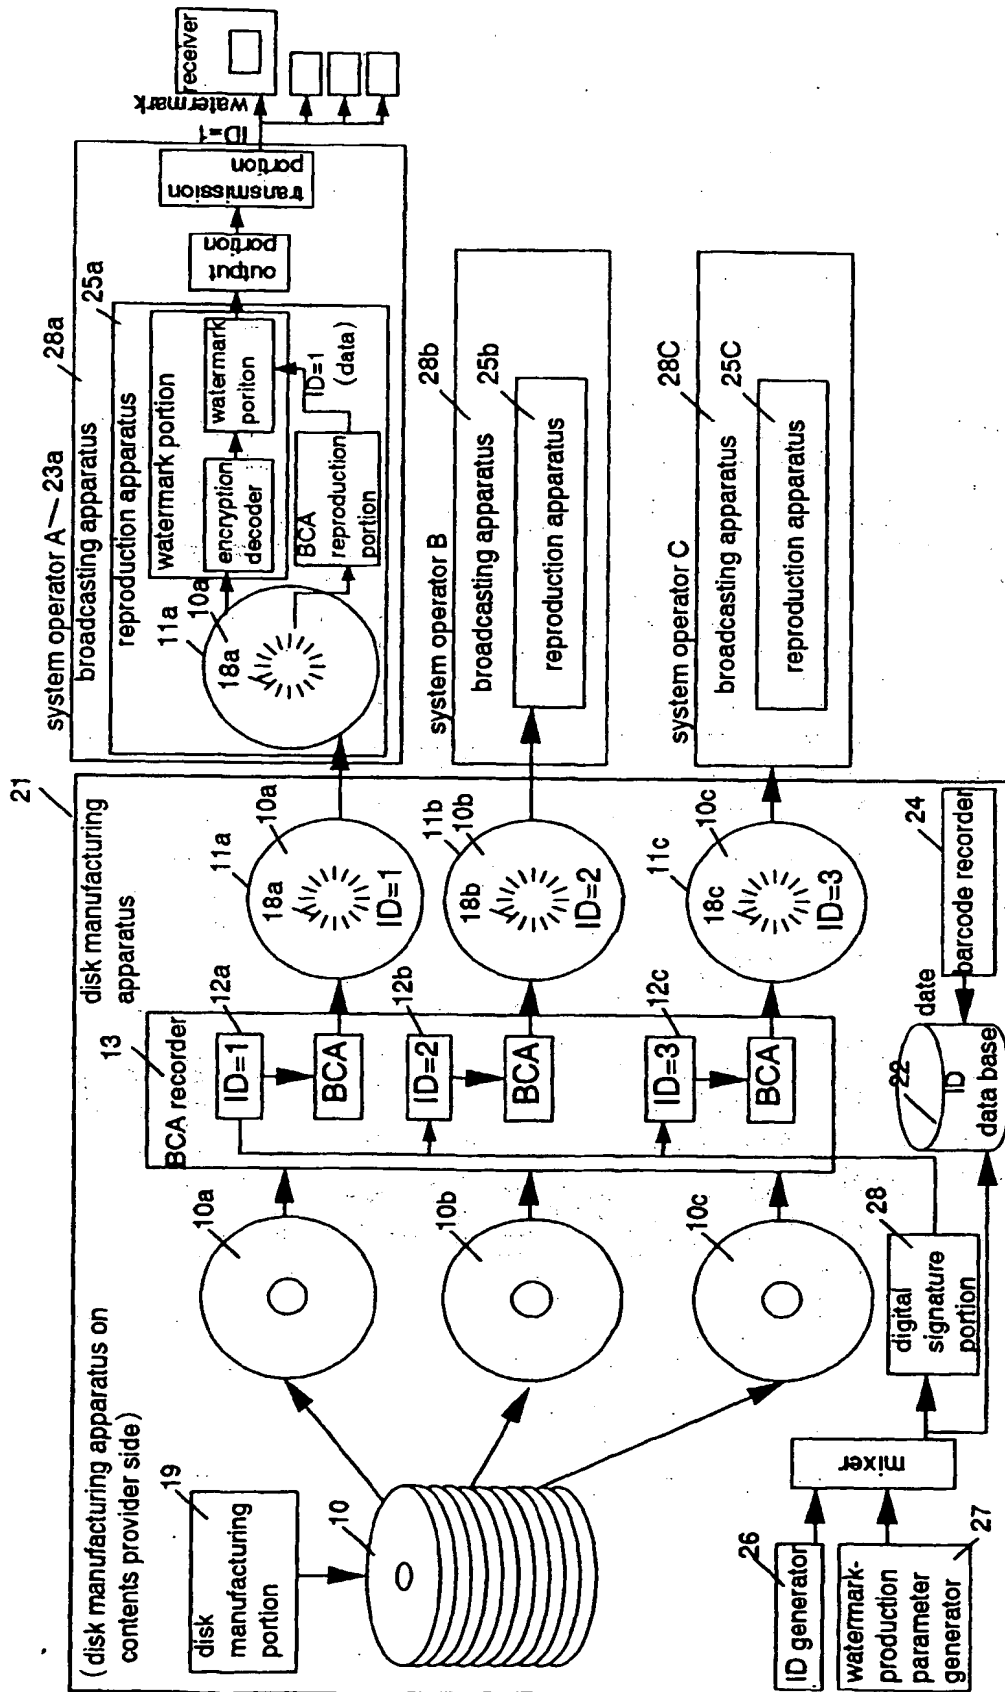 (disk manufacturing apparatus on
contents provider side)
21
disk manufacturing
apparatus
19
disk
manufacturing
portion
10
10a
10b
10c
13
BCA recorder
12a
ID=1
BCA
12b
ID=2
BCA
12c
ID=3
BCA
11a
10a
18a
ID=1
11b
10b
18b
ID=2
11c
10c
18c
ID=3
26
ID generator
27
watermark-
production
parameter
generator
mixer
28
digital
signature
portion
22
ID
data base
date
24
barcode recorder
system operator A
23a
28a
broadcasting apparatus
25a
reproduction apparatus
watermark portion
11a
10a
18a
encryption
decoder
watermark
poriton
BCA
reproduction
portion
ID=1
(data)
output
portion
transmission
portion
ID=1
watermark
receiver
system operator B
28b
broadcasting apparatus
25b
reproduction apparatus
system operator C
28C
broadcasting apparatus
25C
reproduction apparatus